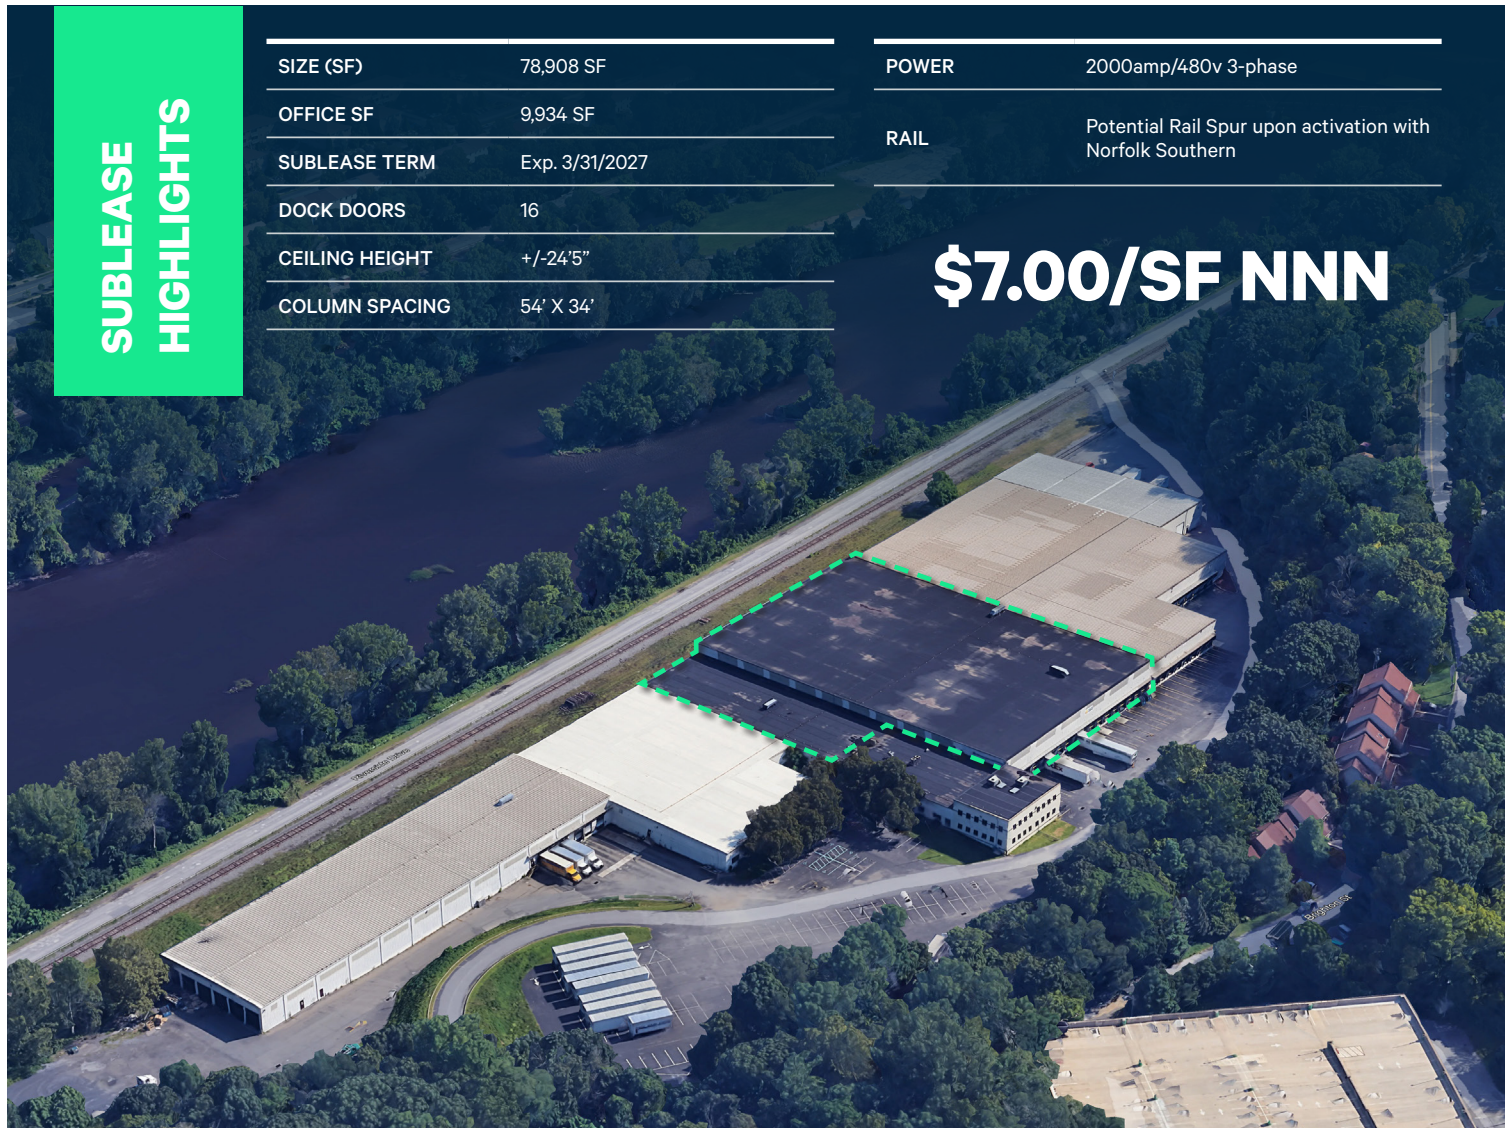 SUBLEASE
HIGHLIGHTS
SIZE (SF) 78,908 SF
OFFICE SF 9,934 SF
SUBLEASE TERM Exp. 3/31/2027
DOCK DOORS 16
CEILING HEIGHT +/-24’5”
COLUMN SPACING 54’ X 34’
POWER 2000amp/480v 3-phase
RAIL Potential Rail Spur upon activation with
Norfolk Southern
$7.00/SF NNN
Brighton St